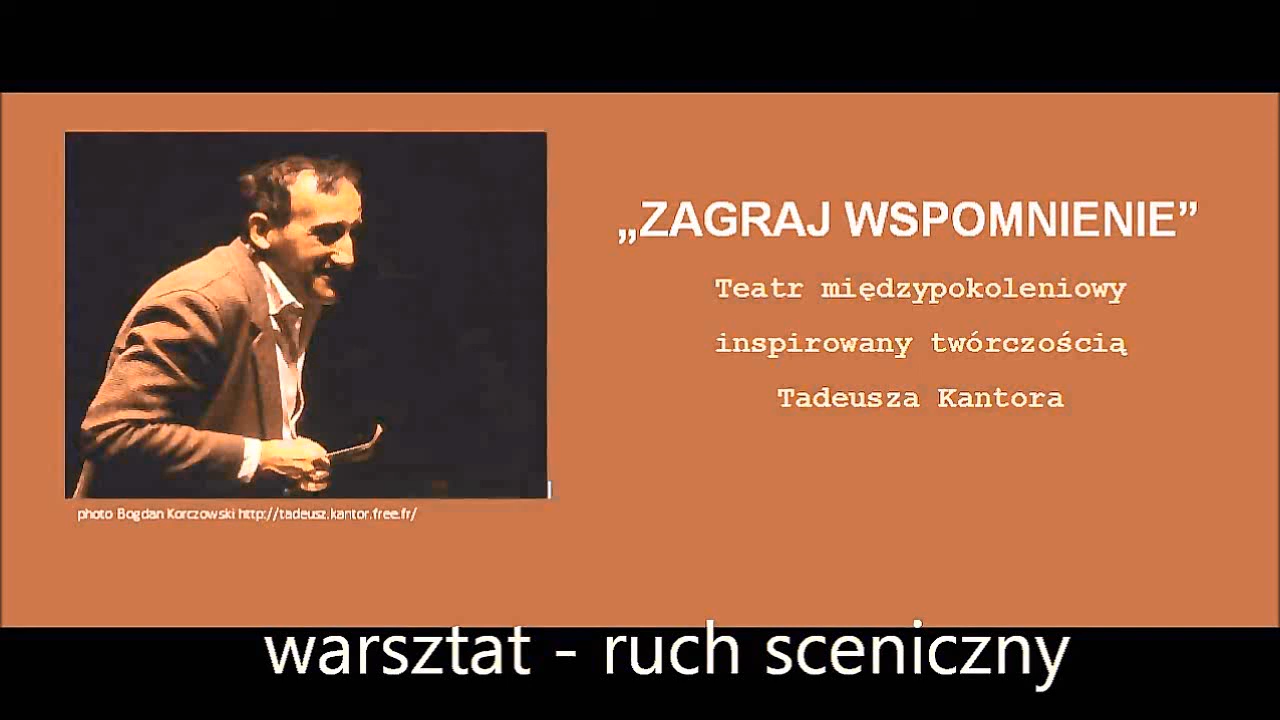 „ZAGRAJ WSPOMNIENIE”
Teatr międzypokoleniowy
inspirowany twórczością
Tadeusza Kantora
photo Bogdan Korczowski http://tadeusz.kantor.free.fr/
warsztat - ruch sceniczny